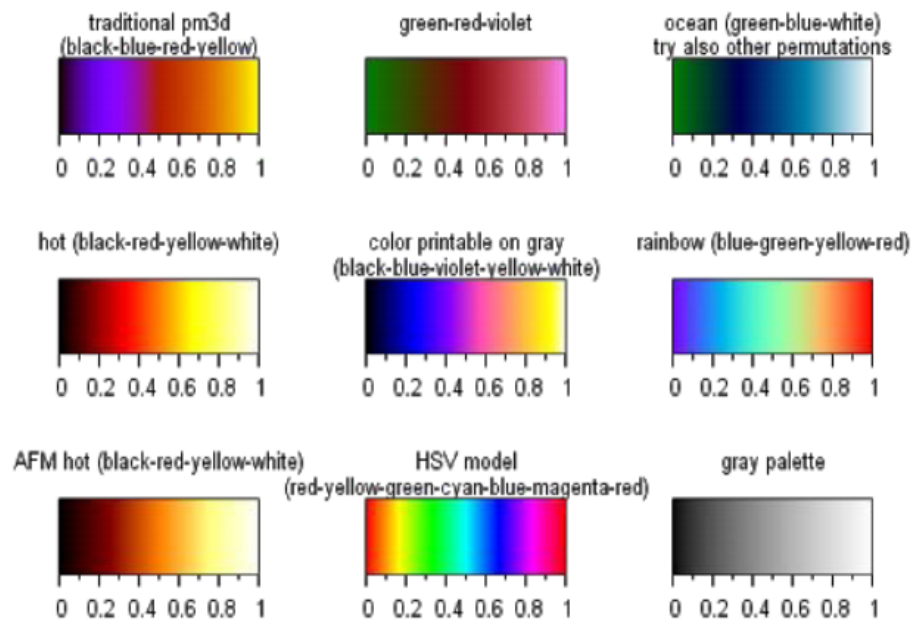 traditional pm3d
(black-blue-red-yellow)
0 0.2 0.4 0.6 0.8 1
green-red-violet
0 0.2 0.4 0.6 0.8 1
ocean (green-blue-white)
try also other permutations
0 0.2 0.4 0.6 0.8 1
hot (black-red-yellow-white)
0 0.2 0.4 0.6 0.8 1
color printable on gray
(black-blue-violet-yellow-white)
0 0.2 0.4 0.6 0.8 1
rainbow (blue-green-yellow-red)
0 0.2 0.4 0.6 0.8 1
AFM hot (black-red-yellow-white)
0 0.2 0.4 0.6 0.8 1
HSV model
(red-yellow-green-cyan-blue-magenta-red)
0 0.2 0.4 0.6 0.8 1
gray palette
0 0.2 0.4 0.6 0.8 1